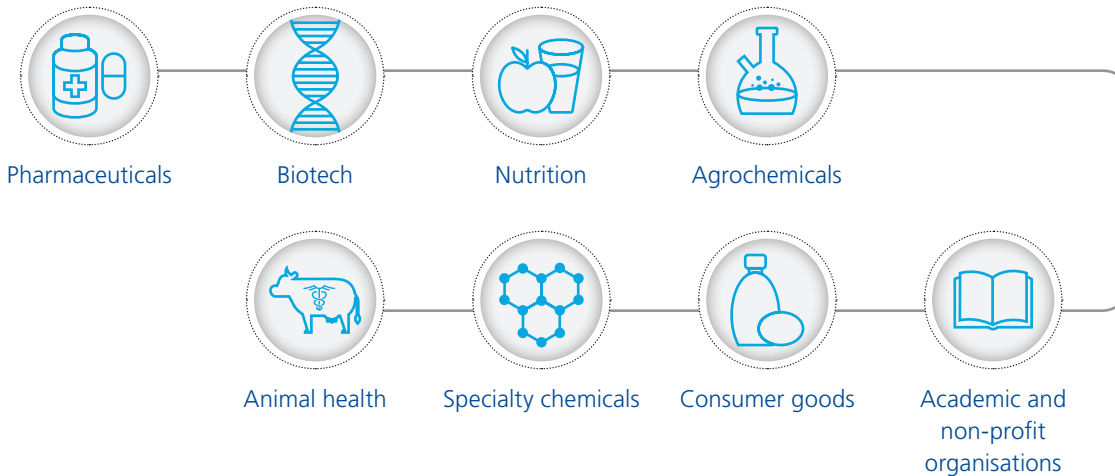 Pharmaceuticals
Biotech
Nutrition
Agrochemicals
Animal health
Specialty chemicals
Consumer goods
Academic and
non-profit
organisations